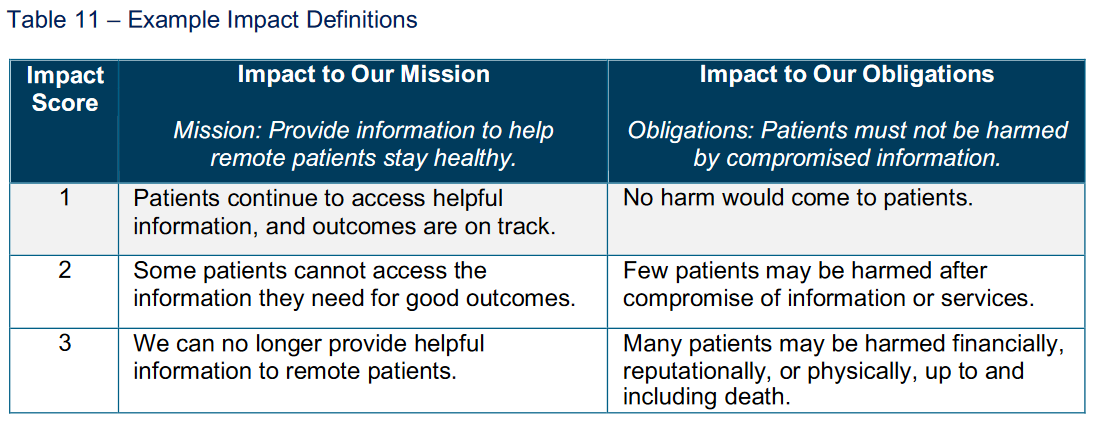 Table 11 – Example Impact Definitions
Impact Score
Impact to Our Mission
Mission: Provide information to help
remote patients stay healthy.
Impact to Our Obligations
Obligations: Patients must not be harmed
by compromised information.
1
Patients continue to access helpful
information, and outcomes are on track.
No harm would come to patients.
2
Some patients cannot access the
information they need for good outcomes.
Few patients may be harmed after
compromise of information or services.
3
We can no longer provide helpful
information to remote patients.
Many patients may be harmed financially,
reputationally, or physically, up to and
including death.